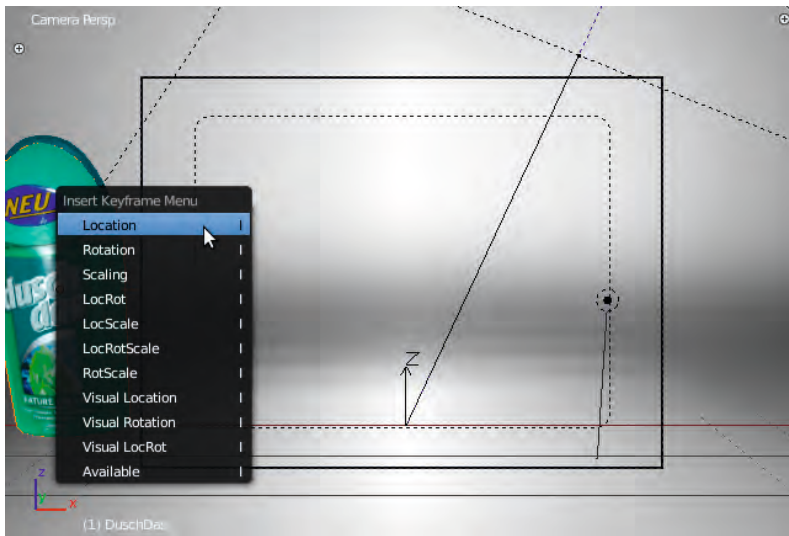 Camera Persp
NEU
Insert Keyframe Menu
Location I
Rotation I
Scaling I
LocRot I
LocScale I
LocRotScale I
RotScale I
Visual Location I
Visual Rotation I
Visual LocRot I
Available I
Z
z
y
x
(1) DuschDas